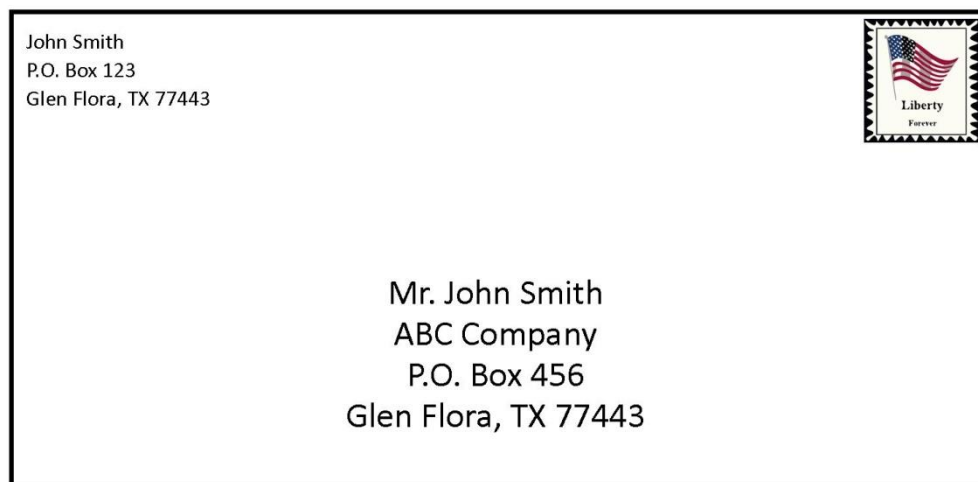 John Smith
P.O. Box 123
Glen Flora, TX 77443
Liberty
Forever
Mr. John Smith
ABC Company
P.O. Box 456
Glen Flora, TX 77443